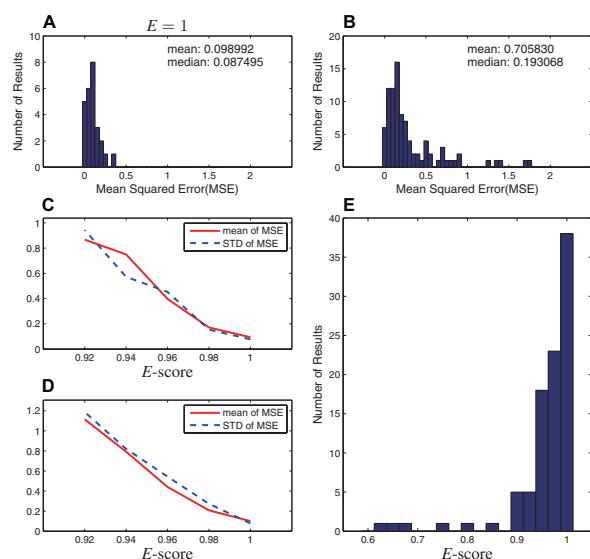 A
E = 1
mean: 0.098992
median: 0.087495
Number of Results
10
8
6
4
2
0
0
0.5
1
1.5
2
Mean Squared Error(MSE)
B
mean: 0.705830
median: 0.193068
Number of Results
20
15
10
5
0
0
0.5
1
1.5
2
Mean Squared Error(MSE)
C
1
0.8
0.6
0.4
0.2
0
mean of MSE
STD of MSE
0.92
0.94
0.96
0.98
1
E-score
D
1.2
1
0.8
0.6
0.4
0.2
0
mean of MSE
STD of MSE
0.92
0.94
0.96
0.98
1
E-score
E
Number of Results
40
35
30
25
20
15
10
5
0
0.6
0.7
0.8
0.9
1
E-score